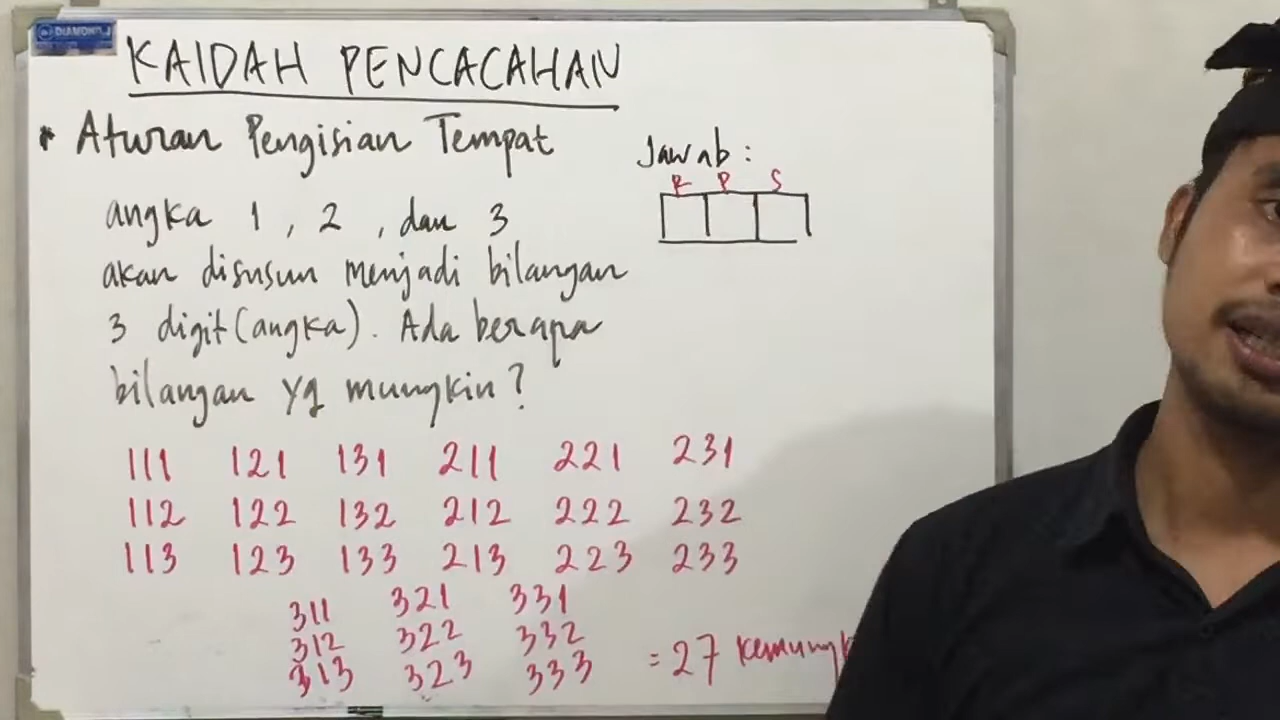 DIAMOND
KAIDAH PENCACAHAN
• Aturan Pengisian Tempat
angka 1, 2, dan 3
akan disusun menjadi bilangan
3 digit (angka). Ada berapa
bilangan yg mungkin?
Jawab :
R P S
111 121 131 211 221 231
112 122 132 212 222 232
113 123 133 213 223 233
311 321 331
312 322 332
313 323 333
= 27 kemungk